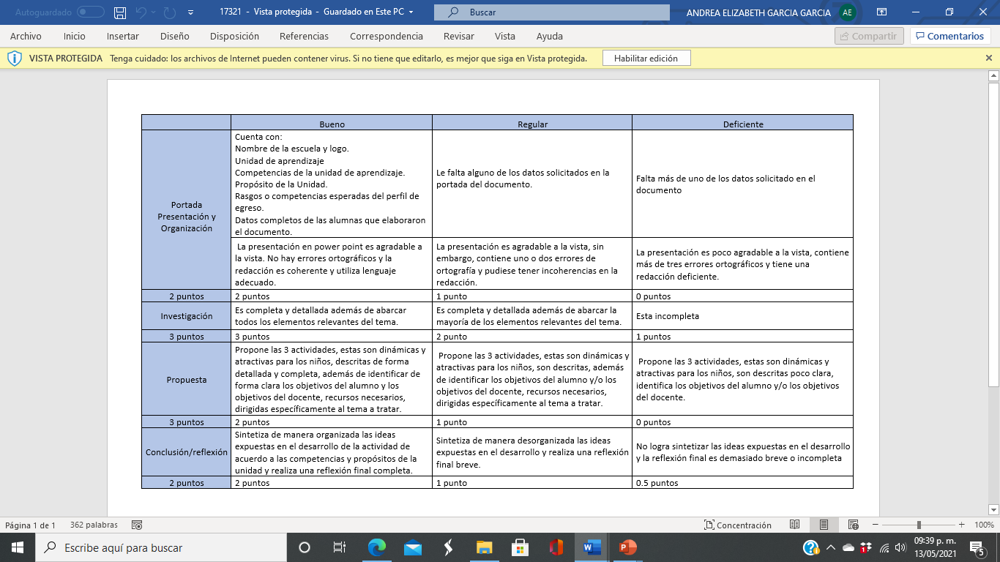 Autoguardado
17321 - Vista protegida - Guardado en Este PC
Buscar
ANDREA ELIZABETH GARCIA GARCIA
AE
Archivo Inicio Insertar Diseño Disposición Referencias Correspondencia Revisar Vista Ayuda
Compartir
Comentarios
VISTA PROTEGIDA Tenga cuidado: los archivos de Internet pueden contener virus. Si no tiene que editarlo, es mejor que siga en Vista protegida.
Habilitar edición
Bueno
Regular
Deficiente
Portada
Presentación y
Organización
Cuenta con:
Nombre de la escuela y logo.
Unidad de aprendizaje
Competencias de la unidad de aprendizaje.
Propósito de la Unidad.
Rasgos o competencias esperadas del perfil de
egreso.
Datos completos de las alumnas que elaboraron
el documento.
Le falta alguno de los datos solicitados en la
portada del documento.
Falta más de uno de los datos solicitado en el
documento
La presentación en power point es agradable a
la vista. No hay errores ortográficos y la
redacción es coherente y utiliza lenguaje
adecuado.
La presentación es agradable a la vista, sin
embargo, contiene uno o dos errores de
ortografía y pudiese tener incoherencias en la
redacción.
La presentación es poco agradable a la vista, contiene
más de tres errores ortográficos y tiene una
redacción deficiente.
2 puntos
2 puntos
1 punto
0 puntos
Investigación
Es completa y detallada además de abarcar
todos los elementos relevantes del tema.
Es completa y detallada además de abarcar la
mayoría de los elementos relevantes del tema.
Esta incompleta
3 puntos
3 puntos
2 punto
1 puntos
Propuesta
Propone las 3 actividades, estas son dinámicas y
atractivas para los niños, descritas de forma
detallada y completa, además de identificar de
forma clara los objetivos del alumno y los
objetivos del docente, recursos necesarios,
dirigidas específicamente al tema a tratar.
Propone las 3 actividades, estas son dinámicas y
atractivas para los niños, son descritas, además
de identificar los objetivos del alumno y/o los
objetivos del docente, recursos necesarios,
dirigidas específicamente al tema a tratar.
Propone las 3 actividades, estas son dinámicas y
atractivas para los niños, son descritas poco clara,
identifica los objetivos del alumno y/o los objetivos
del docente.
3 puntos
2 puntos
1 punto
0 puntos
Conclusión/reflexión
Sintetiza de manera organizada las ideas
expuestas en el desarrollo de la actividad de
acuerdo a las competencias y propósitos de la
unidad y realiza una reflexión final completa.
Sintetiza de manera desorganizada las ideas
expuestas en el desarrollo y realiza una reflexión
final breve.
No logra sintetizar las ideas expuestas en el desarrollo
y la reflexión final es demasiado breve o incompleta
2 puntos
2 puntos
1 punto
0.5 puntos
Página 1 de 1
362 palabras
Concentración
100%
Escribe aquí para buscar
09:39 p. m.
13/05/2021
5